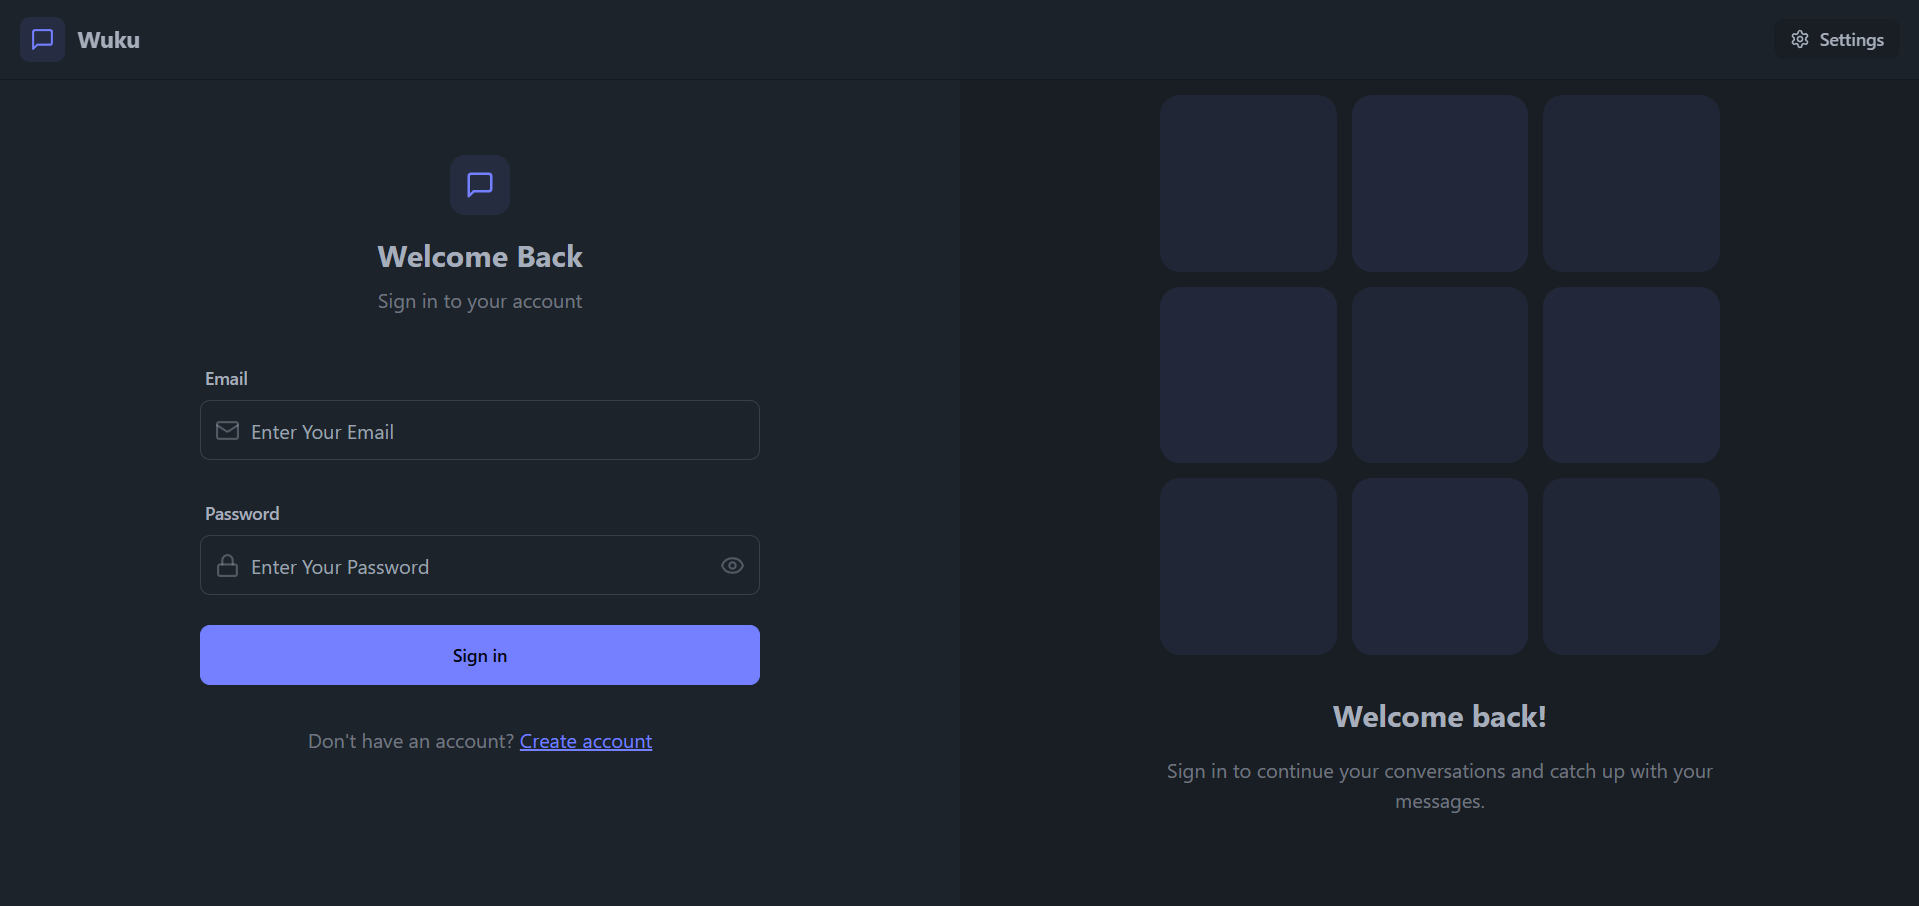 Wuku
Settings
Welcome Back
Sign in to your account
Email
Enter Your Email
Password
Enter Your Password
Sign in
Don't have an account? Create account
Welcome back!
Sign in to continue your conversations and catch up with your
messages.